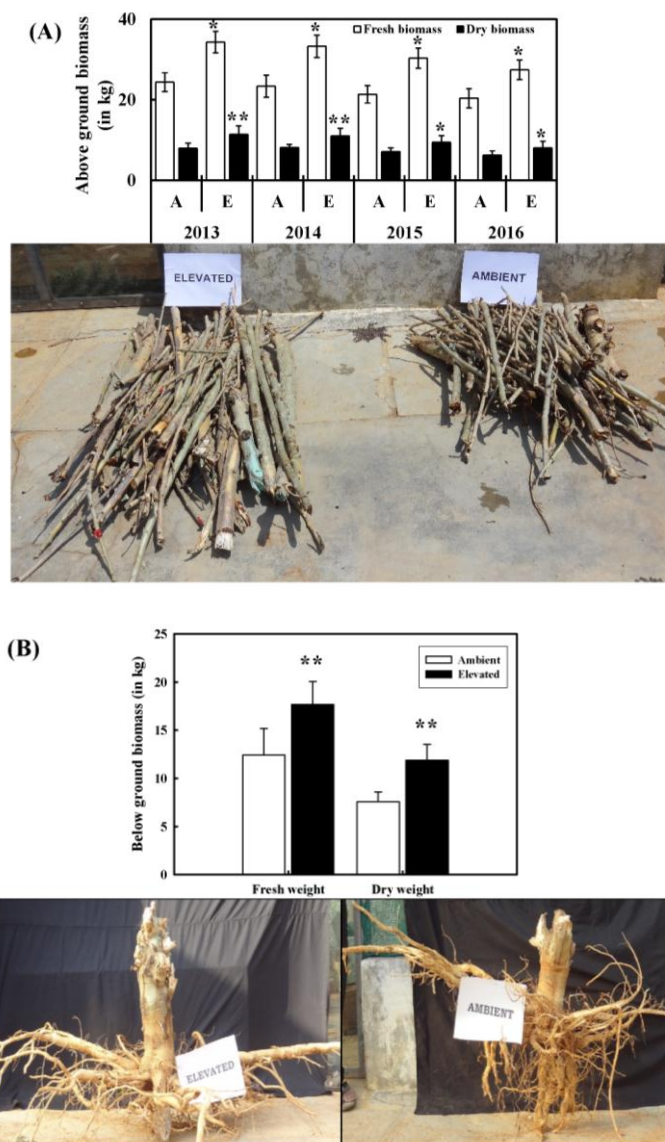 (A)
Above ground biomass
(in kg)
40
20
0
Fresh biomass
Dry biomass
*
**
*
**
*
*
*
*
A E A E A E A E
2013 2014 2015 2016
ELEVATED
AMBIENT
(B)
Below ground biomass (in kg)
25
20
15
10
5
0
**
**
Ambient
Elevated
Fresh weight Dry weight
ELEVATED
AMBIENT